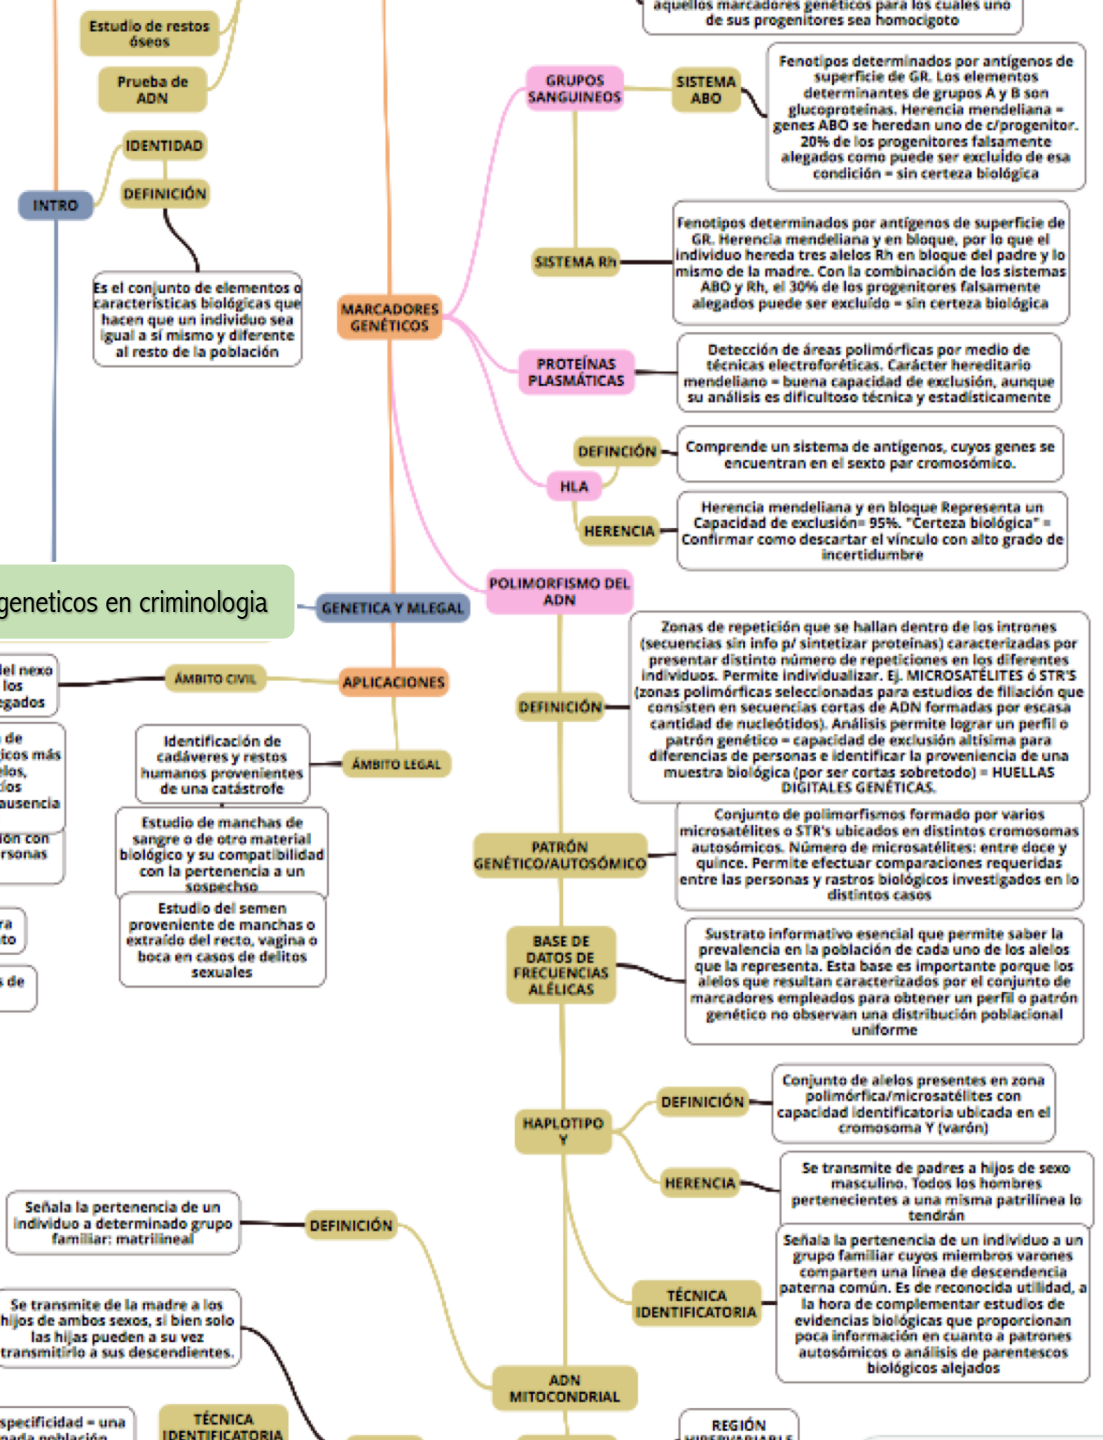 aquellos marcadores genéticos para los cuales uno
de sus progenitores sea homocigoto
Estudio de restos
óseos
Prueba de
ADN
IDENTIDAD
DEFINICIÓN
INTRO
Es el conjunto de elementos o
características biológicas que
hacen que un individuo sea
igual a sí mismo y diferente
al resto de la población
GRUPOS
SANGUINEOS
SISTEMA
ABO
Fenotipos determinados por antígenos de
superficie de GR. Los elementos
determinantes de grupos A y B son
glucoproteínas. Herencia mendeliana =
genes ABO se heredan uno de c/progenitor.
20% de los progenitores falsamente
alegados como puede ser excluido de esa
condición = sin certeza biológica
SISTEMA Rh
Fenotipos determinados por antígenos de superficie de
GR. Herencia mendeliana y en bloque, por lo que el
individuo hereda tres alelos Rh en bloque del padre y lo
mismo de la madre. Con la combinación de los sistemas
ABO y Rh, el 30% de los progenitores falsamente
alegados puede ser excluído = sin certeza biológica
MARCADORES
GENÉTICOS
PROTEÍNAS
PLASMÁTICAS
Detección de áreas polimórficas por medio de
técnicas electroforéticas. Carácter hereditario
mendeliano = buena capacidad de exclusión, aunque
su análisis es dificultoso técnica y estadísticamente
DEFINCIÓN
Comprende un sistema de antígenos, cuyos genes se
encuentran en el sexto par cromosómico.
HLA
HERENCIA
Herencia mendeliana y en bloque Representa un
Capacidad de exclusión= 95%. "Certeza biológica" =
Confirmar como descartar el vínculo con alto grado de
incertidumbre
POLIMORFISMO DEL
ADN
geneticos en criminologia
GENETICA Y MLEGAL
DEFINICIÓN
Zonas de repetición que se hallan dentro de los intrones
(secuencias sin info p/ sintetizar proteínas) caracterizadas por
presentar distinto número de repeticiones en los diferentes
individuos. Permite individualizar. Ej. MICROSATÉLITES ó STR'S
(zonas polimórficas seleccionadas para estudios de filiación que
consisten en secuencias cortas de ADN formadas por escasa
cantidad de nucleótidos). Análisis permite lograr un perfil o
patrón genético = capacidad de exclusión altísima para
diferencias de personas e identificar la proveniencia de una
muestra biológica (por ser cortas sobretodo) = HUELLAS
DIGITALES GENÉTICAS.
del nexo
los
egados
ÁMBITO CIVIL
APLICACIONES
de
gicos más
elos,
tíos
ausencia
ion con
rsonas
ra
to
s de
ÁMBITO LEGAL
Identificación de
cadáveres y restos
humanos provenientes
de una catástrofe
Estudio de manchas de
sangre o de otro material
biológico y su compatibilidad
con la pertenencia a un
sospechso
Estudio del semen
proveniente de manchas o
extraído del recto, vagina o
boca en casos de delitos
sexuales
PATRÓN
GENÉTICO/AUTOSÓMICO
Conjunto de polimorfismos formado por varios
microsatélites o STR's ubicados en distintos cromosomas
autosómicos. Número de microsatélites: entre doce y
quince. Permite efectuar comparaciones requeridas
entre las personas y rastros biológicos investigados en lo
distintos casos
BASE DE
DATOS DE
FRECUENCIAS
ALÉLICAS
Sustrato informativo esencial que permite saber la
prevalencia en la población de cada uno de los alelos
que la representa. Esta base es importante porque los
alelos que resultan caracterizados por el conjunto de
marcadores empleados para obtener un perfil o patrón
genético no observan una distribución poblacional
uniforme
HAPLOTIPO
Y
DEFINICIÓN
Conjunto de alelos presentes en zona
polimórfica/microsatélites con
capacidad identificatoria ubicada en el
cromosoma Y (varón)
HERENCIA
Se transmite de padres a hijos de sexo
masculino. Todos los hombres
pertenecientes a una misma patrilínea lo
tendrán
TÉCNICA
IDENTIFICATORIA
Señala la pertenencia de un individuo a un
grupo familiar cuyos miembros varones
comparten una línea de descendencia
paterna común. Es de reconocida utilidad, a
la hora de complementar estudios de
evidencias biológicas que proporcionan
poca información en cuanto a patrones
autosómicos o análisis de parentescos
biológicos alejados
Señala la pertenencia de un
individuo a determinado grupo
familiar: matrilineal
DEFINICIÓN
Se transmite de la madre a los
hijos de ambos sexos, si bien solo
las hijas pueden a su vez
transmitirlo a sus descendientes.
ADN
MITOCONDRIAL
specificidad = una
nada población
TÉCNICA
IDENTIFICATORIA
REGIÓN
HIPERVARIABLE